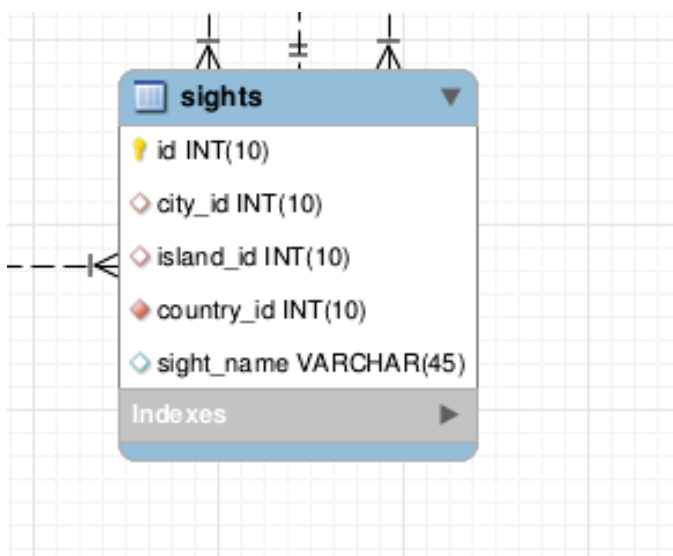 sights
id INT(10)
city_id INT(10)
island_id INT(10)
country_id INT(10)
sight_name VARCHAR(45)
Indexes